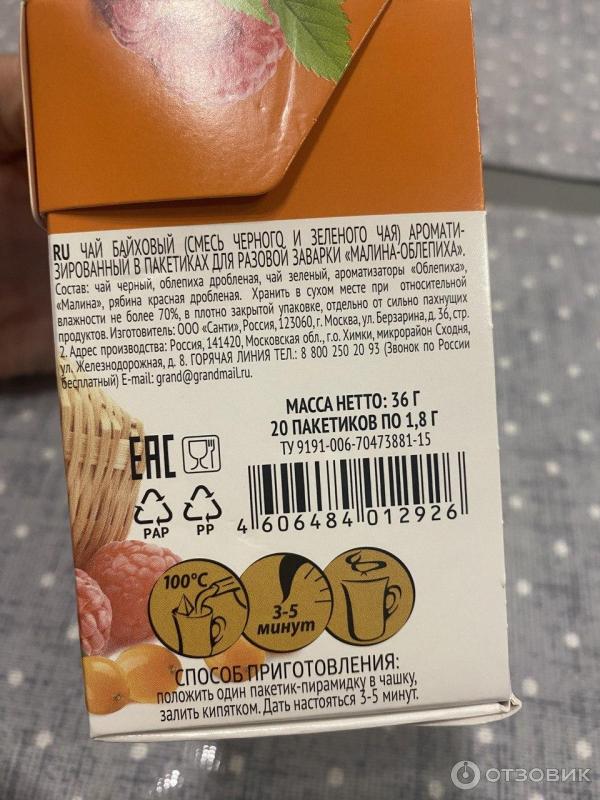 RU ЧАЙ БАЙХОВЫЙ (СМЕСЬ ЧЕРНОГО И ЗЕЛЕНОГО ЧАЯ) АРОМАТИ-
ЗИРОВАННЫЙ В ПАКЕТИКАХ ДЛЯ РАЗОВОЙ ЗАВАРКИ «МАЛИНА-ОБЛЕПИХА».
Состав: чай черный, облепиха дробленая, чай зеленый, ароматизаторы «Облепиха»,
«Малина», рябина красная дробленая. Хранить в сухом месте при относительной
влажности не более 70%, в плотно закрытой упаковке, отдельно от сильно пахнущих
продуктов. Изготовитель: ООО «Санти», Россия, 123060, г. Москва, ул. Берзарина, д. 36, стр.
2. Адрес производства: Россия, 141420, Московская обл., г.о. Химки, микрорайон Сходня,
ул. Железнодорожная, д. 8. ГОРЯЧАЯ ЛИНИЯ ТЕЛ.: 8 800 250 20 93 (Звонок по России
бесплатный) E-mail: grand@grandmail.ru
МАССА НЕТТО: 36 Г
20 ПАКЕТИКОВ ПО 1,8 Г
ТУ 9191-006-70473881-15
EAC
PAP
PP
4 606484 012926
100°C
3-5
минут
СПОСОБ ПРИГОТОВЛЕНИЯ:
положить один пакетик-пирамидку в чашку,
залить кипятком. Дать настояться 3-5 минут.
ОТЗОВИК